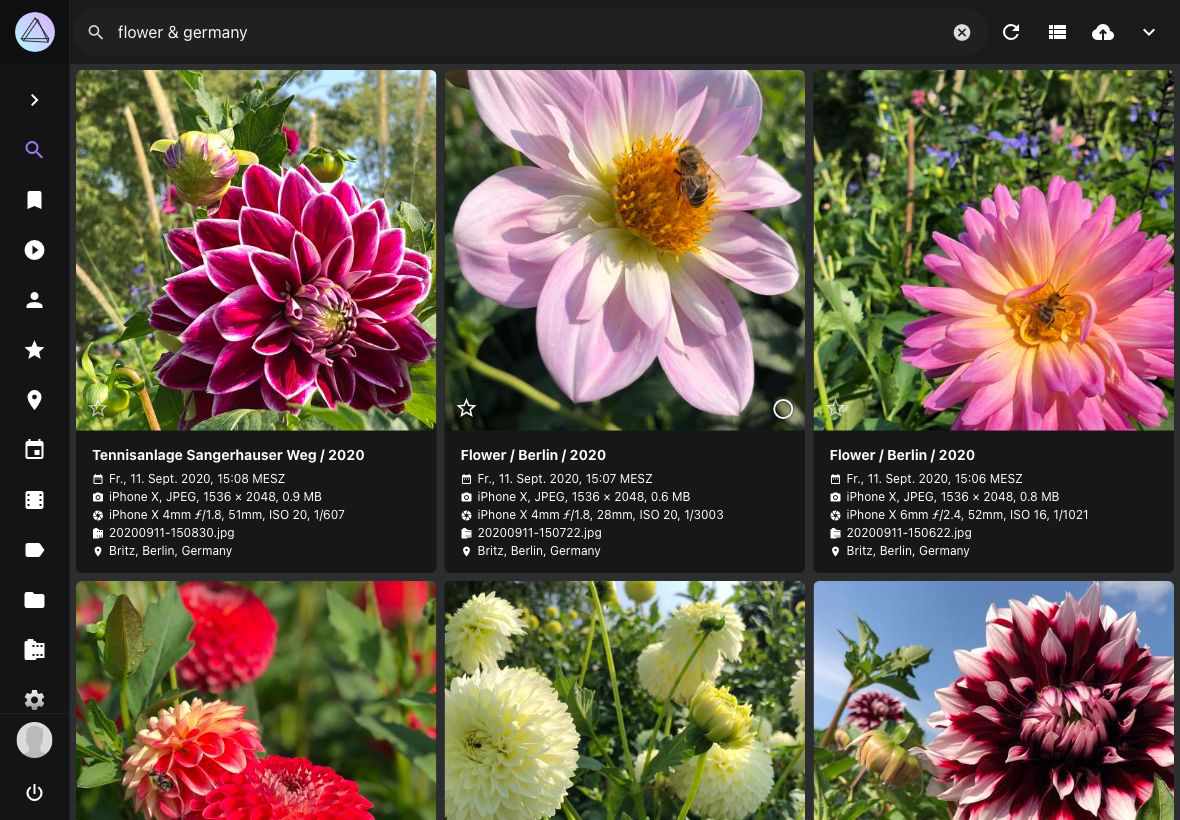 flower & germany
Tennisanlage Sangerhauser Weg / 2020
Fr., 11. Sept. 2020, 15:08 MESZ
iPhone X, JPEG, 1536 × 2048, 0.9 MB
iPhone X 4mm ƒ/1.8, 51mm, ISO 20, 1/607
20200911-150830.jpg
Britz, Berlin, Germany
Flower / Berlin / 2020
Fr., 11. Sept. 2020, 15:07 MESZ
iPhone X, JPEG, 1536 × 2048, 0.6 MB
iPhone X 4mm ƒ/1.8, 28mm, ISO 20, 1/3003
20200911-150722.jpg
Britz, Berlin, Germany
Flower / Berlin / 2020
Fr., 11. Sept. 2020, 15:06 MESZ
iPhone X, JPEG, 1536 × 2048, 0.8 MB
iPhone X 6mm ƒ/2.4, 52mm, ISO 16, 1/1021
20200911-150622.jpg
Britz, Berlin, Germany